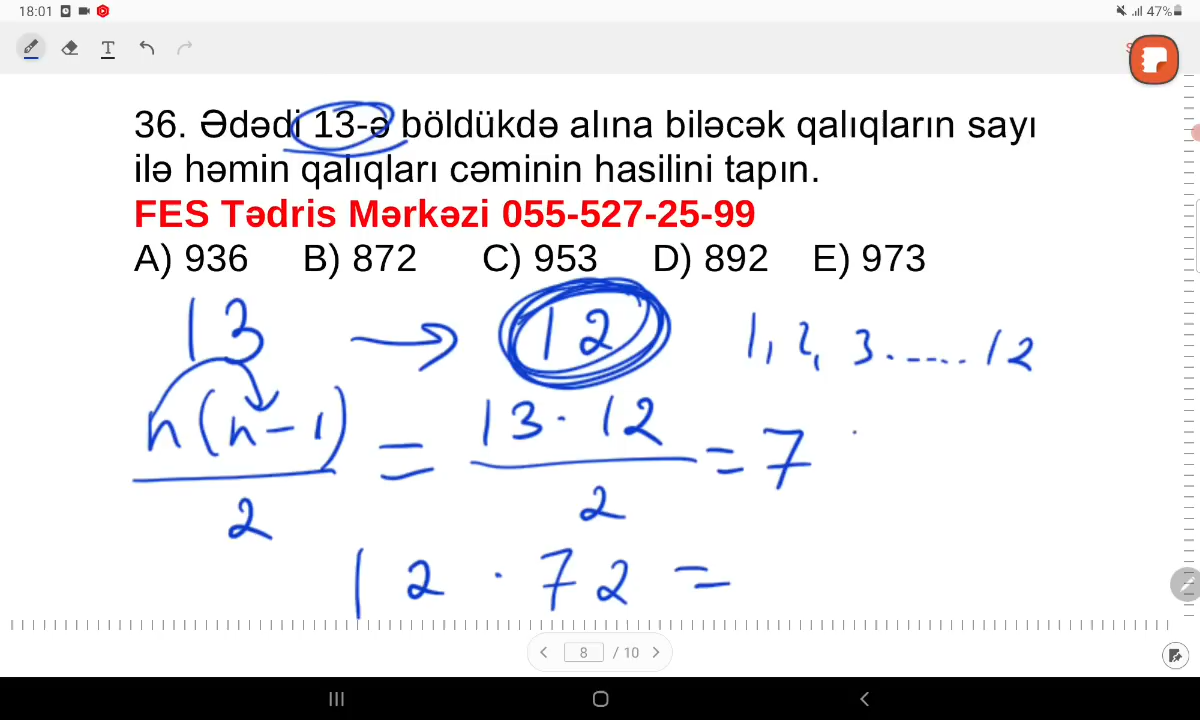 18:01 47%
T
36. Ədədi 13-ə böldükdə alına biləcək qalıqların sayı
ilə həmin qalıqları cəminin hasilini tapın.
FES Tədris Mərkəzi 055-527-25-99
A) 936 B) 872 C) 953 D) 892 E) 973
13 → 12 1, 2, 3.....12
n(n-1)/2 = 13·12/2 = 7
12 · 72 =
8 / 10